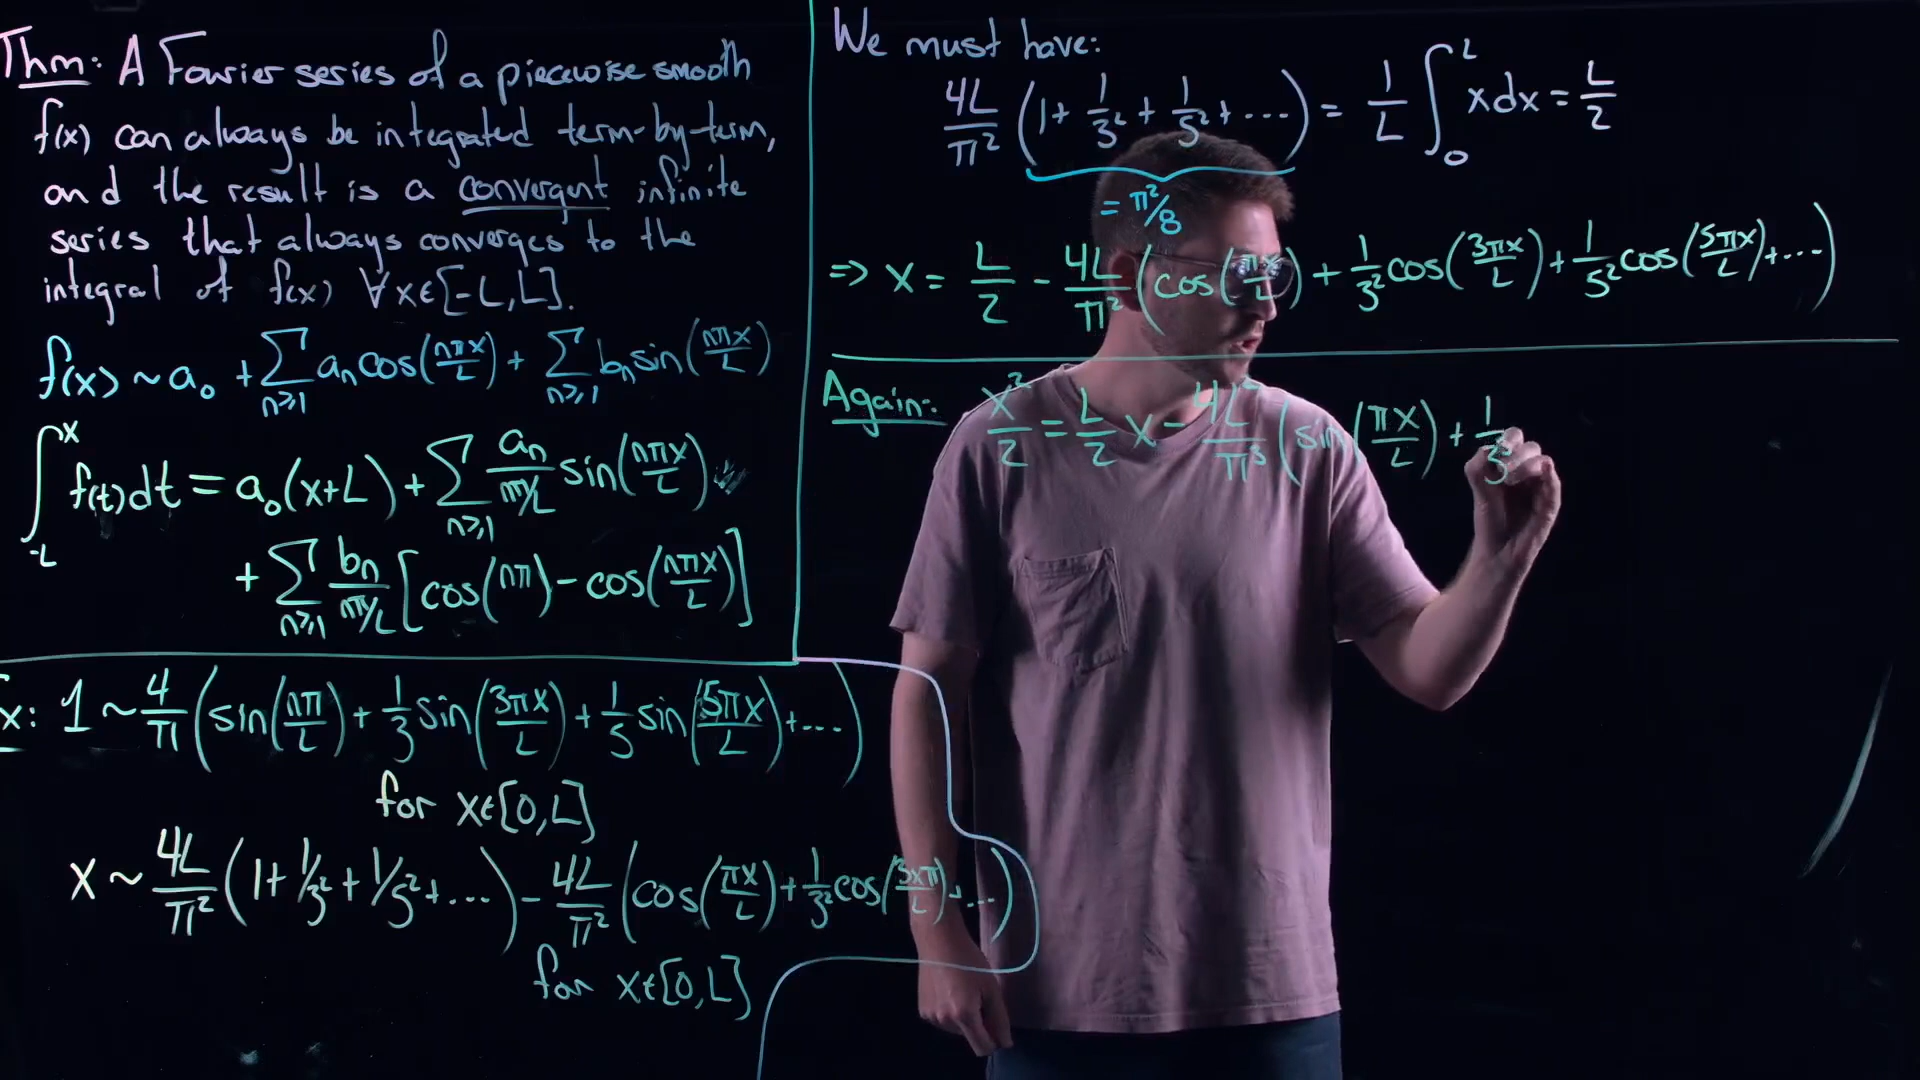 Thm: A Fourier series of a piecewise smooth
f(x) can always be integrated term-by-term,
and the result is a convergent infinite
series that always converges to the
integral of f(x) ∀x∈[-L,L].
f(x) ~ a₀ + ∑_{n≥1} aₙcos(nπx/L) + ∑_{n≥1} bₙsin(nπx/L)
∫_{-L}^{x} f(t)dt = a₀(x+L) + ∑_{n≥1} aₙ/(nπ/L) sin(nπx/L)
+ ∑_{n≥1} bₙ/(nπ/L) [cos(nπ) - cos(nπx/L)]
x: 1 ~ 4/π (sin(nπ/L) + 1/3 sin(3πx/L) + 1/5 sin(5πx/L) + ....)
for x∈[0,L]
x ~ 4L/π² (1 + 1/3² + 1/5² + ....) - 4L/π² (cos(πx/L) + 1/3² cos(3xπ/L) + ...)
for x∈[0,L]
We must have:
4L/π² (1 + 1/3² + 1/5² + ....) = 1/L ∫_0^L xdx = L/2
= π²/8
=> x = L/2 - 4L/π² (cos(πx/L) + 1/3² cos(3πx/L) + 1/5² cos(5πx/L) + ....)
Again: x²/2 = L/2 x - 4L²/π³ (sin(πx/L) + 1/3³